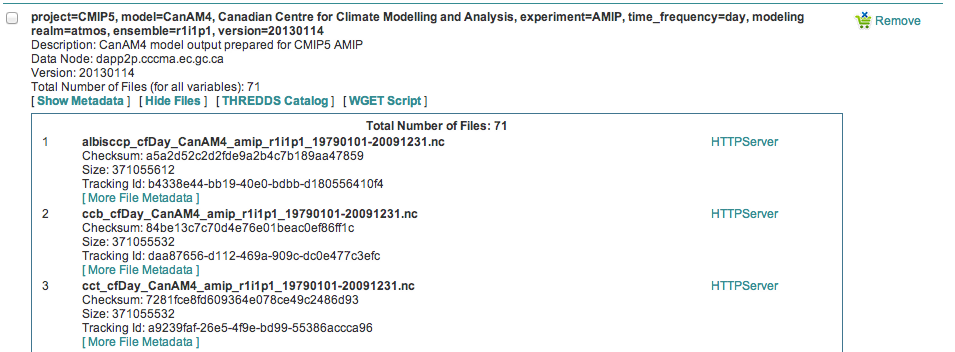 project=CMIP5, model=CanAM4, Canadian Centre for Climate Modelling and Analysis, experiment=AMIP, time_frequency=day, modeling
realm=atmos, ensemble=r1i1p1, version=20130114
Remove
Description: CanAM4 model output prepared for CMIP5 AMIP
Data Node: dapp2p.cccma.ec.gc.ca
Version: 20130114
Total Number of Files (for all variables): 71
[ Show Metadata ] [ Hide Files ] [ THREDDS Catalog ] [ WGET Script ]
Total Number of Files: 71
1 albisccp_cfDay_CanAM4_amip_r1i1p1_19790101-20091231.nc HTTPServer
Checksum: a5a2d52c2d2fde9a2b4c7b189aa47859
Size: 371055612
Tracking Id: b4338e44-bb19-40e0-bdbb-d180556410f4
[ More File Metadata ]
2 ccb_cfDay_CanAM4_amip_r1i1p1_19790101-20091231.nc HTTPServer
Checksum: 84be13c7c70d4e76e01beac0ef86ff1c
Size: 371055532
Tracking Id: daa87656-d112-469a-909c-dc0e477c3efc
[ More File Metadata ]
3 cct_cfDay_CanAM4_amip_r1i1p1_19790101-20091231.nc HTTPServer
Checksum: 7281fce8fd609364e078ce49c2486d93
Size: 371055532
Tracking Id: a9239faf-26e5-4f9e-bd99-55386accca96
[ More File Metadata ]